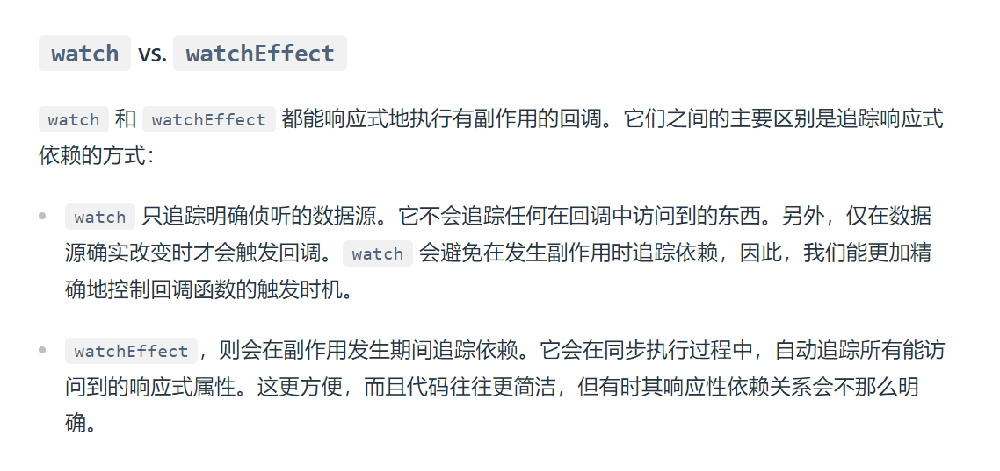 watch vs. watchEffect
watch 和 watchEffect 都能响应式地执行有副作用的回调。它们之间的主要区别是追踪响应式
依赖的方式：
watch 只追踪明确侦听的数据源。它不会追踪任何在回调中访问到的东西。另外，仅在数据
源确实改变时才会触发回调。watch 会避免在发生副作用时追踪依赖，因此，我们能更加精
确地控制回调函数的触发时机。
watchEffect，则会在副作用发生期间追踪依赖。它会在同步执行过程中，自动追踪所有能访
问到的响应式属性。这更方便，而且代码往往更简洁，但有时其响应性依赖关系会不那么明
确。